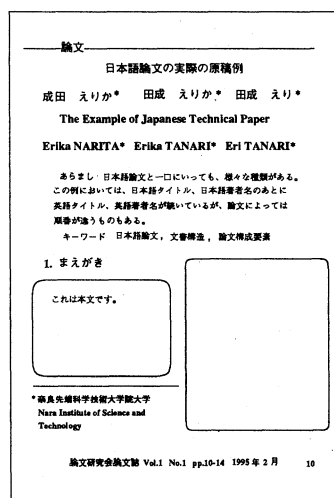 論文
日本語論文の実際の原稿例
成田 えりか* 田成 えりか* 田成 えり*
The Example of Japanese Technical Paper
Erika NARITA* Erika TANARI* Eri TANARI*
あらまし 日本語論文と一口にいっても、様々な種類がある。
この例においては、日本語タイトル、日本語著者名のあとに
英語タイトル、英語著者名が続いているが、論文によっては
順番が違うものもある。
キーワード 日本語論文，文書構造，論文構成要素
1. まえがき
これは本文です。
*奈良先端科学技術大学院大学
Nara Institute of Science and
Technology
論文研究会論文誌 Vol.1 No.1 pp.10-14 1995年2月 10